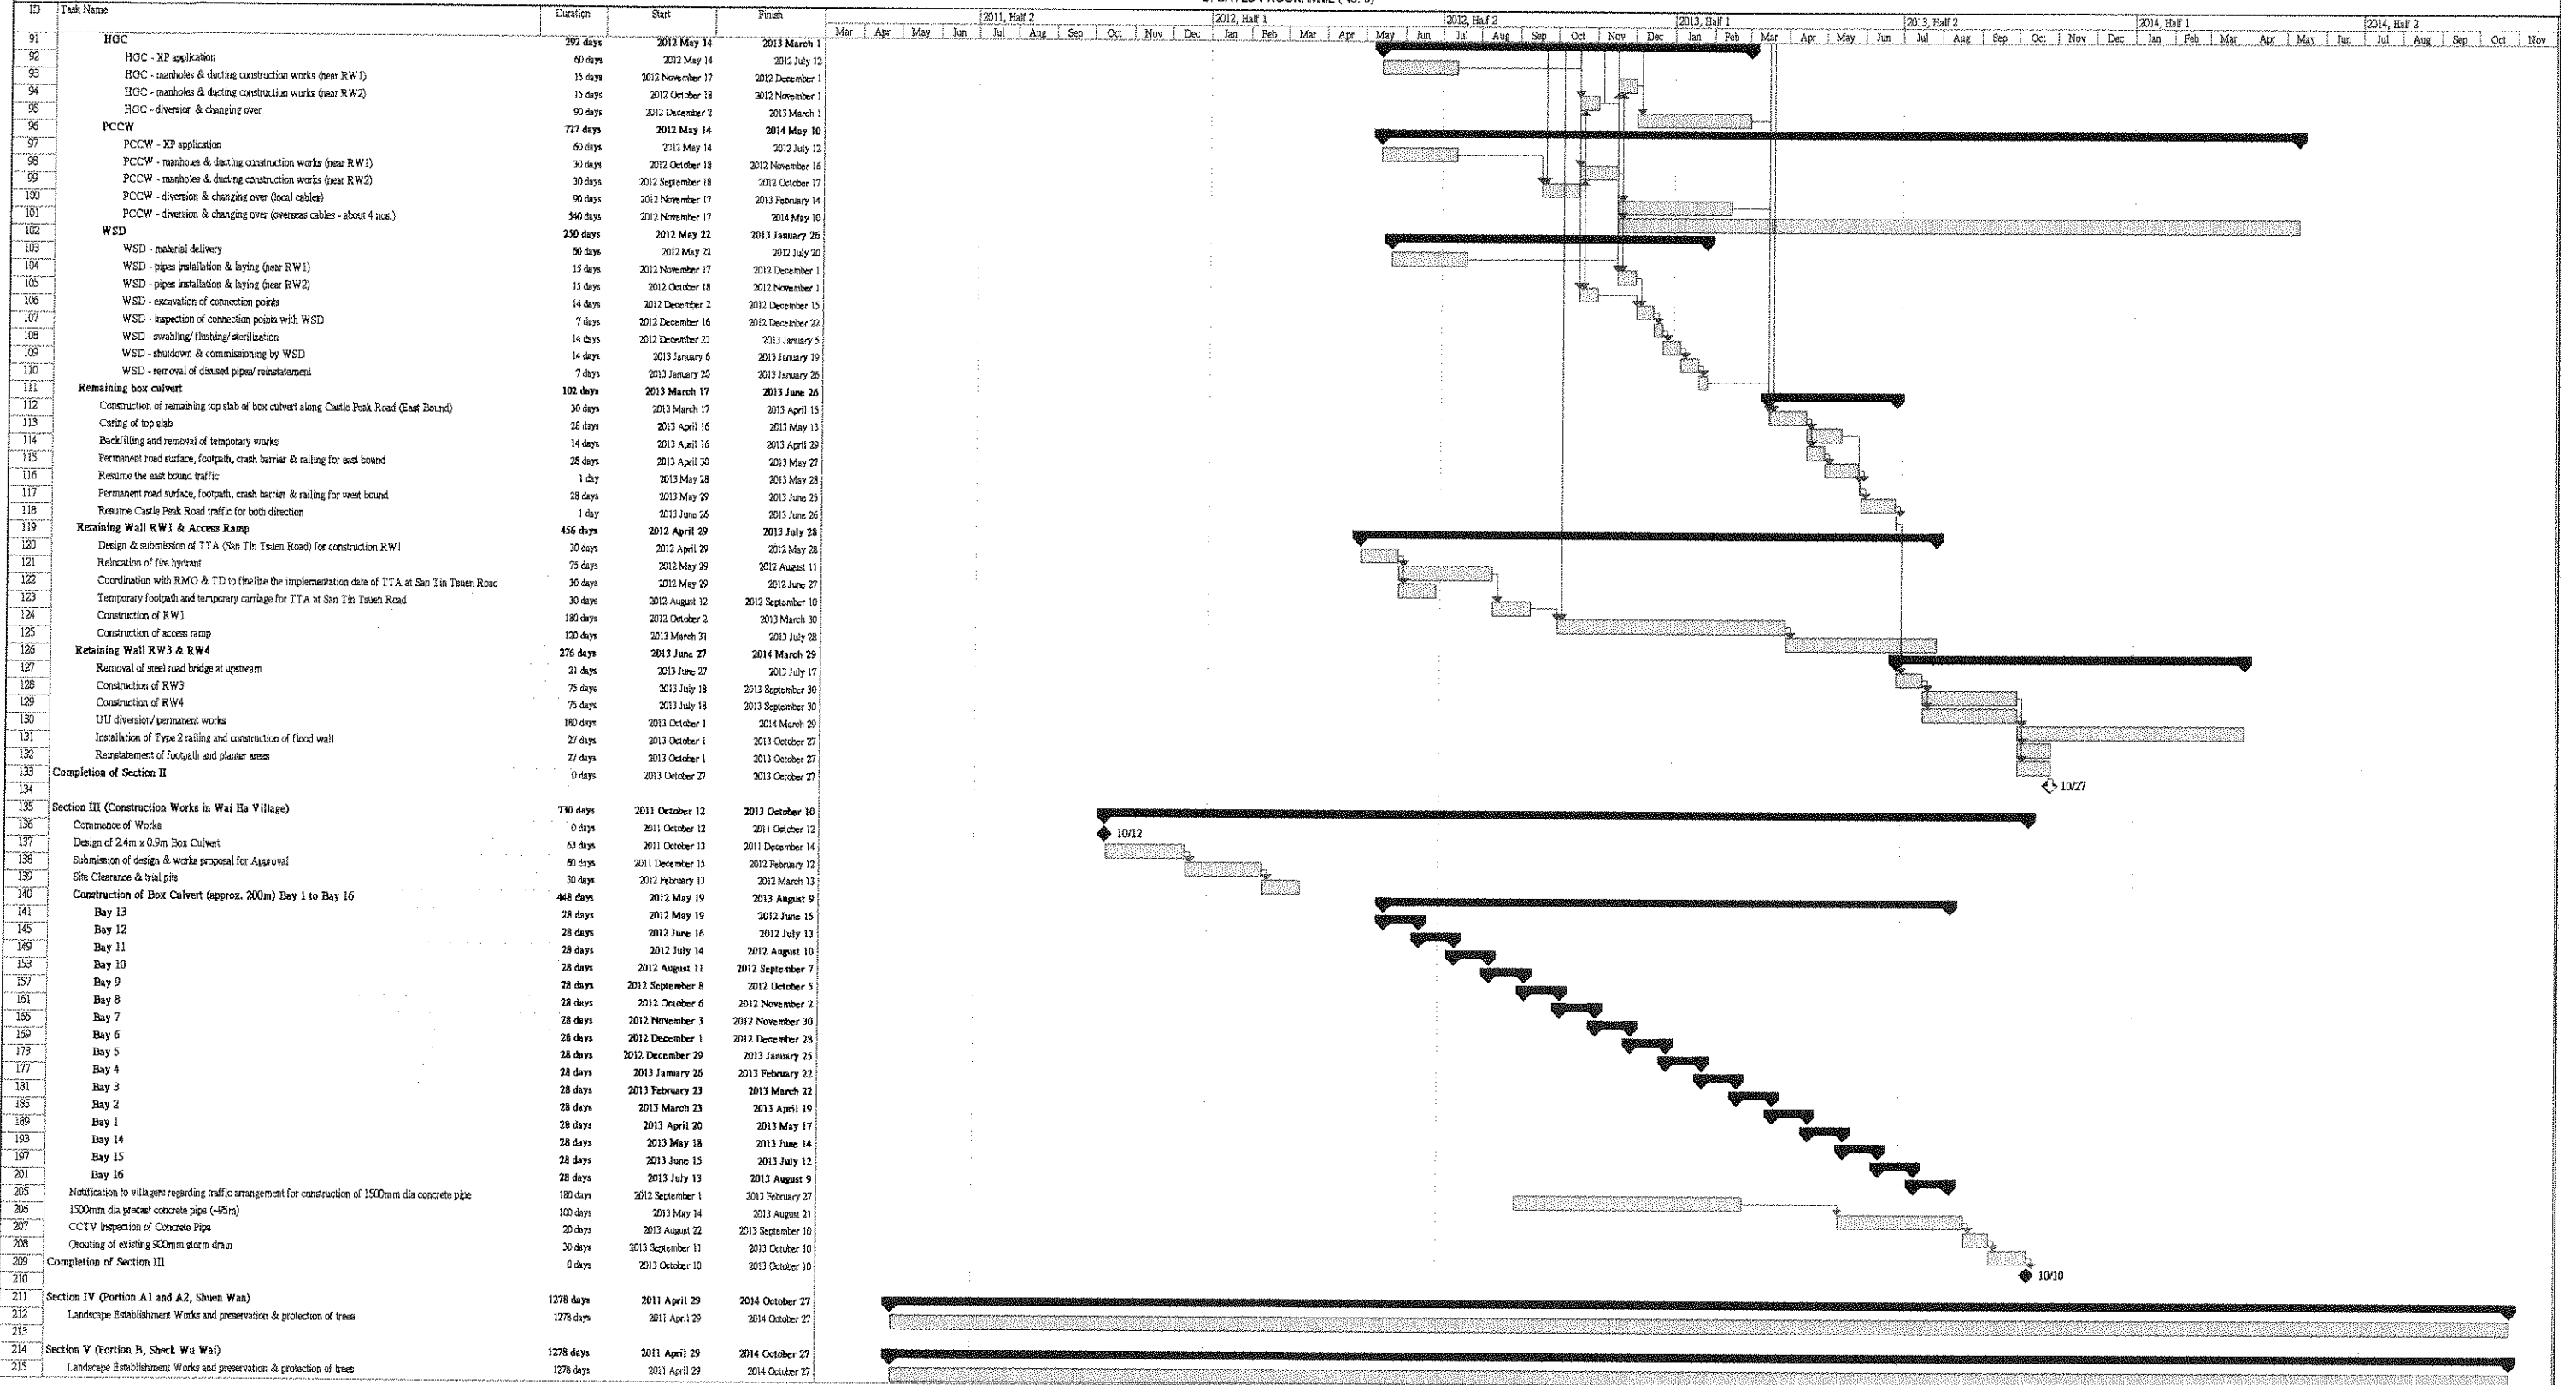 ID Task Name Duration Start Finish
2011, Half 2 2012, Half 1 2012, Half 2 2013, Half 1 2013, Half 2 2014, Half 1 2014, Half 2
Mar Apr May Jun Jul Aug Sep Oct Nov Dec Jan Feb Mar Apr May Jun Jul Aug Sep Oct Nov Dec Jan Feb Mar Apr May Jun Jul Aug Sep Oct Nov Dec Jan Feb Mar Apr May Jun Jul Aug Sep Oct Nov
91 HGC 292 days 2012 May 14 2013 March 1
92 HGC - XP application 60 days 2012 May 14 2012 July 12
93 HGC - manholes & ducting construction works (near RW1) 15 days 2012 November 17 2012 December 1
94 HGC - manholes & ducting construction works (near RW2) 15 days 2012 October 18 2012 November 1
95 HGC - diversion & changing over 90 days 2012 December 2 2013 March 1
96 PCCW 727 days 2012 May 14 2014 May 10
97 PCCW - XP application 60 days 2012 May 14 2012 July 12
98 PCCW - manholes & ducting construction works (near RW1) 30 days 2012 October 18 2012 November 16
99 PCCW - manholes & ducting construction works (near RW2) 30 days 2012 September 18 2012 October 17
100 PCCW - diversion & changing over (local cables) 90 days 2012 November 17 2013 February 14
101 PCCW - diversion & changing over (overseas cables - about 4 nos.) 540 days 2012 November 17 2014 May 10
102 WSD 250 days 2012 May 22 2013 January 26
103 WSD - material delivery 60 days 2012 May 22 2012 July 20
104 WSD - pipes installation & laying (near RW1) 15 days 2012 November 17 2012 December 1
105 WSD - pipes installation & laying (near RW2) 15 days 2012 October 18 2012 November 1
106 WSD - excavation of connection points 14 days 2012 December 2 2012 December 15
107 WSD - inspection of connection points with WSD 7 days 2012 December 16 2012 December 22
108 WSD - swabling/ flushing/ sterilization 14 days 2012 December 23 2013 January 5
109 WSD - shutdown & commissioning by WSD 14 days 2013 January 6 2013 January 19
110 WSD - removal of disused pipes/ reinstatement 7 days 2013 January 20 2013 January 26
111 Remaining box culvert 102 days 2013 March 17 2013 June 26
112 Construction of remaining top slab of box culvert along Castle Peak Road (East Bound) 30 days 2013 March 17 2013 April 15
113 Curing of top slab 28 days 2013 April 16 2013 May 13
114 Backfilling and removal of temporary works 14 days 2013 April 16 2013 April 29
115 Permanent road surface, footpath, crash barrier & railing for east bound 28 days 2013 April 30 2013 May 27
116 Resume the east bound traffic 1 day 2013 May 28 2013 May 28
117 Permanent road surface, footpath, crash barrier & railing for west bound 28 days 2013 May 29 2013 June 25
118 Resume Castle Peak Road traffic for both direction 1 day 2013 June 26 2013 June 26
119 Retaining Wall RW1 & Access Ramp 456 days 2012 April 29 2013 July 28
120 Design & submission of TTA (San Tin Tsuen Road) for construction RW1 30 days 2012 April 29 2012 May 28
121 Relocation of fire hydrant 75 days 2012 May 29 2012 August 11
122 Coordination with RMO & TD to finalize the implementation date of TTA at San Tin Tsuen Road 30 days 2012 May 29 2012 June 27
123 Temporary footpath and temporary carriage for TTA at San Tin Tsuen Road 30 days 2012 August 12 2012 September 10
124 Construction of RW1 180 days 2012 October 2 2013 March 30
125 Construction of access ramp 120 days 2013 March 31 2013 July 28
126 Retaining Wall RW3 & RW4 276 days 2013 June 27 2014 March 29
127 Removal of steel road bridge at upstream 21 days 2013 June 27 2013 July 17
128 Construction of RW3 75 days 2013 July 18 2013 September 30
129 Construction of RW4 75 days 2013 July 18 2013 September 30
130 UU diversion/ permanent works 180 days 2013 October 1 2014 March 29
131 Installation of Type 2 railing and construction of flood wall 27 days 2013 October 1 2013 October 27
132 Reinstatement of footpath and planter areas 27 days 2013 October 1 2013 October 27
133 Completion of Section II 0 days 2013 October 27 2013 October 27
134 10/27
135 Section III (Construction Works in Wai Ha Village) 730 days 2011 October 12 2013 October 10
136 Commence of Works 0 days 2011 October 12 2011 October 12 10/12
137 Design of 2.4m x 0.9m Box Culvert 63 days 2011 October 13 2011 December 14
138 Submission of design & works proposal for Approval 60 days 2011 December 15 2012 February 12
139 Site Clearance & trial pits 30 days 2012 February 13 2012 March 13
140 Construction of Box Culvert (approx. 200m) Bay 1 to Bay 16 448 days 2012 May 19 2013 August 9
141 Bay 13 28 days 2012 May 19 2012 June 15
145 Bay 12 28 days 2012 June 16 2012 July 13
149 Bay 11 28 days 2012 July 14 2012 August 10
153 Bay 10 28 days 2012 August 11 2012 September 7
157 Bay 9 28 days 2012 September 8 2012 October 5
161 Bay 8 28 days 2012 October 6 2012 November 2
165 Bay 7 28 days 2012 November 3 2012 November 30
169 Bay 6 28 days 2012 December 1 2012 December 28
173 Bay 5 28 days 2012 December 29 2013 January 25
177 Bay 4 28 days 2013 January 26 2013 February 22
181 Bay 3 28 days 2013 February 23 2013 March 22
185 Bay 2 28 days 2013 March 23 2013 April 19
189 Bay 1 28 days 2013 April 20 2013 May 17
193 Bay 14 28 days 2013 May 18 2013 June 14
197 Bay 15 28 days 2013 June 15 2013 July 12
201 Bay 16 28 days 2013 July 13 2013 August 9
205 Notification to villagers regarding traffic arrangement for construction of 1500mm dia concrete pipe 180 days 2012 September 1 2013 February 27
206 1500mm dia precast concrete pipe (~95m) 100 days 2013 May 14 2013 August 21
207 CCTV inspection of Concrete Pipe 20 days 2013 August 22 2013 September 10
208 Grouting of existing 900mm storm drain 30 days 2013 September 11 2013 October 10
209 Completion of Section III 0 days 2013 October 10 2013 October 10
210 10/10
211 Section IV (Portion A1 and A2, Shuen Wan) 1278 days 2011 April 29 2014 October 27
212 Landscape Establishment Works and preservation & protection of trees 1278 days 2011 April 29 2014 October 27
213
214 Section V (Portion B, Sheck Wu Wai) 1278 days 2011 April 29 2014 October 27
215 Landscape Establishment Works and preservation & protection of trees 1278 days 2011 April 29 2014 October 27